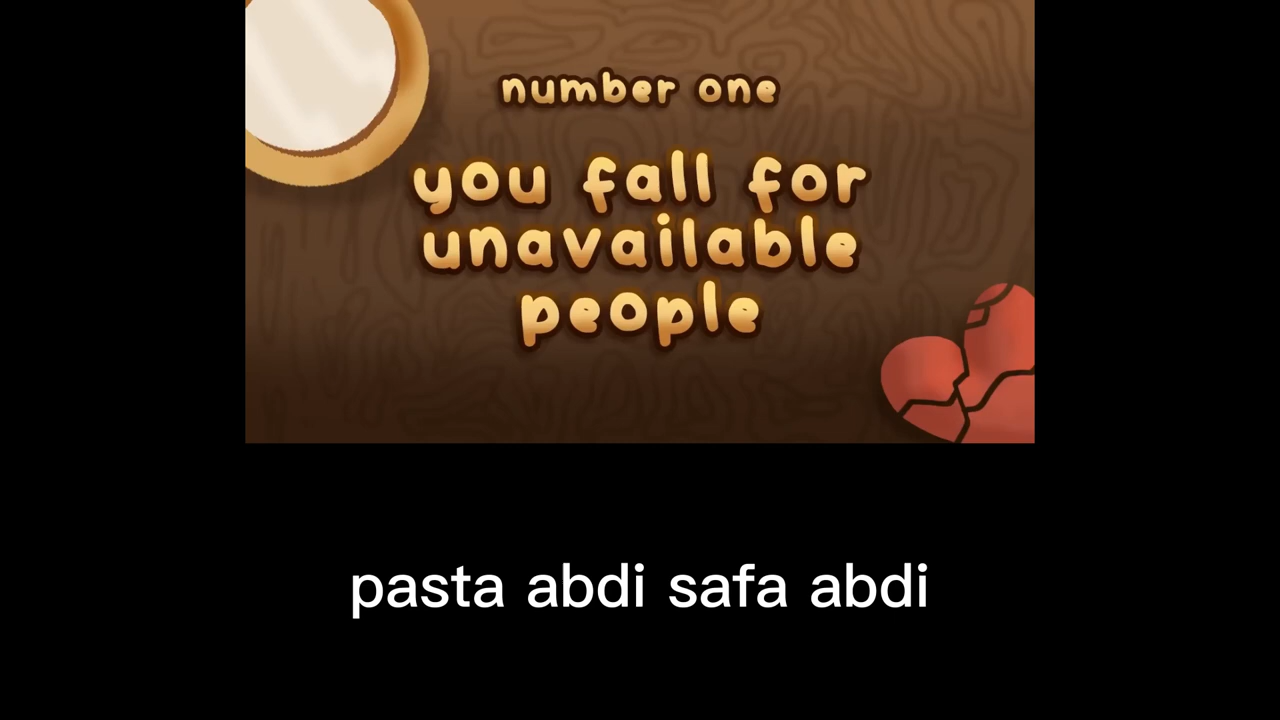 number one
you fall for
unavailable
people
pasta abdi safa abdi